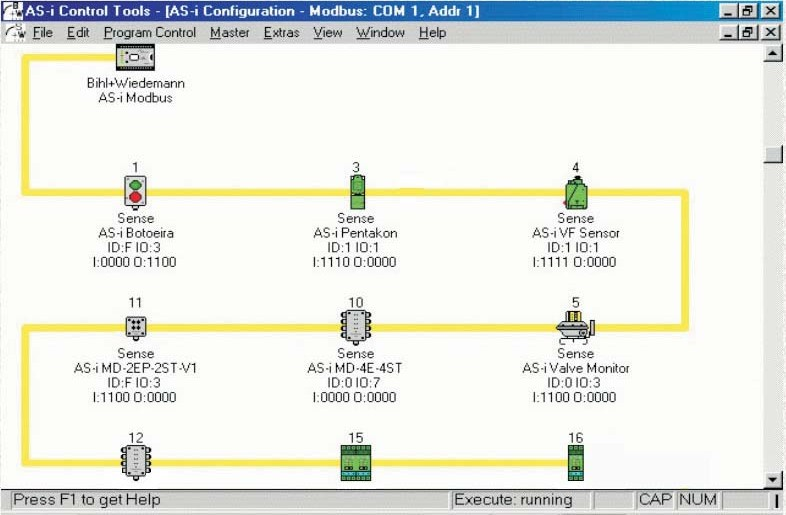 AS-i Control Tools - [AS-i Configuration - Modbus: COM 1, Addr 1]
File Edit Program Control Master Extras View Window Help
Bihl+Wiedemann
AS-i Modbus
1
Sense
AS-i Botoeira
ID:F IO:3
I:0000 O:1100
3
Sense
AS-i Pentakon
ID:1 IO:1
I:1110 O:0000
4
Sense
AS-i VF Sensor
ID:1 IO:1
I:1111 O:0000
11
Sense
AS-i MD-2EP-2ST-V1
ID:F IO:3
I:1100 O:0000
10
Sense
AS-i MD-4E-4ST
ID:0 IO:7
I:0000 O:0000
5
Sense
AS-i Valve Monitor
ID:0 IO:3
I:1100 O:0000
12
15
16
Press F1 to get Help
Execute: running
CAP NUM